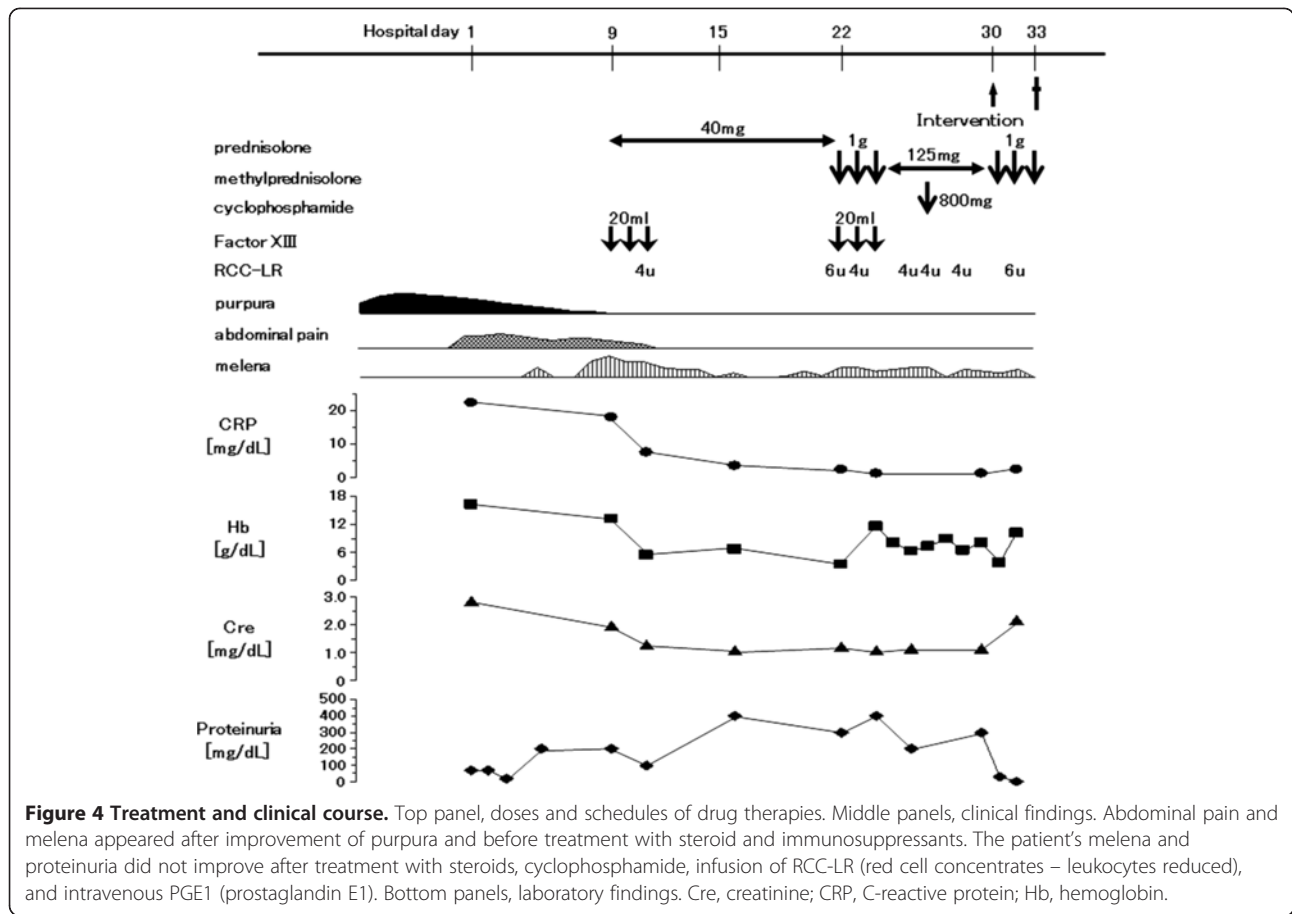 Hospital day 1 9 15 22 30 33
Intervention
prednisolone 40mg 1g 1g
methylprednisolone 125mg
cyclophosphamide 800mg
20ml 20ml
Factor XIII
RCC-LR 4u 6u 4u 4u 4u 4u 6u
purpura
abdominal pain
melena
CRP
[mg/dL]
20
10
0
Hb
[g/dL]
18
12
6
0
Cre
[mg/dL]
3.0
2.0
1.0
Proteinuria
[mg/dL]
500
400
300
200
100
0
Figure 4 Treatment and clinical course. Top panel, doses and schedules of drug therapies. Middle panels, clinical findings. Abdominal pain and
melena appeared after improvement of purpura and before treatment with steroid and immunosuppressants. The patient's melena and
proteinuria did not improve after treatment with steroids, cyclophosphamide, infusion of RCC-LR (red cell concentrates – leukocytes reduced),
and intravenous PGE1 (prostaglandin E1). Bottom panels, laboratory findings. Cre, creatinine; CRP, C-reactive protein; Hb, hemoglobin.